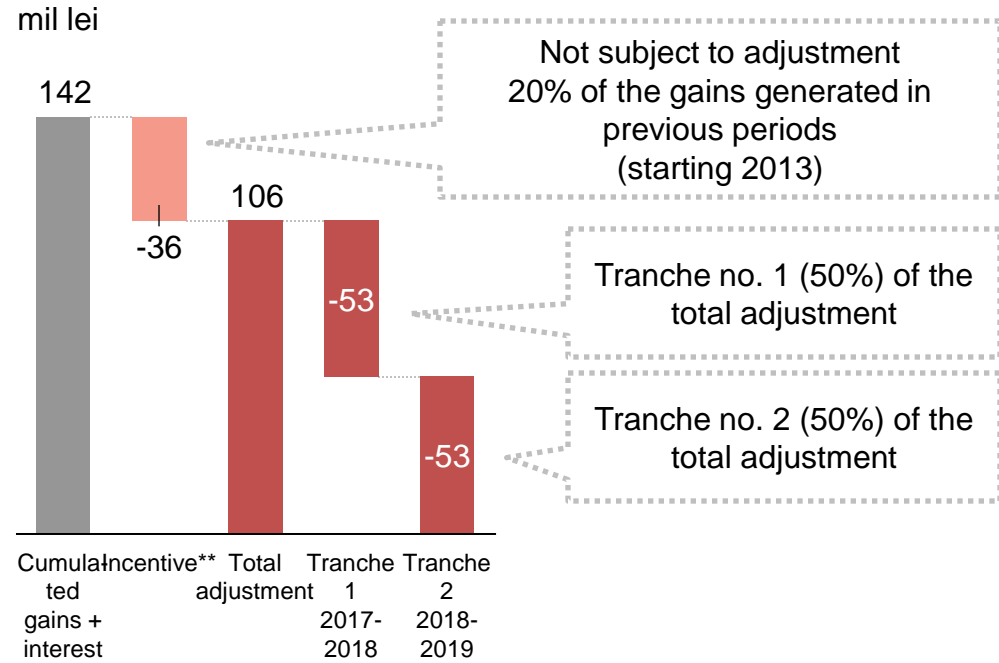 mil lei
142
-36
106
-53
-53
Not subject to adjustment
20% of the gains generated in
previous periods
(starting 2013)
Tranche no. 1 (50%) of the
total adjustment
Tranche no. 2 (50%) of the
total adjustment
Cumula-
ted
gains +
interest
Incentive**
Total
adjustment
Tranche
1
2017-
2018
Tranche
2
2018-
2019